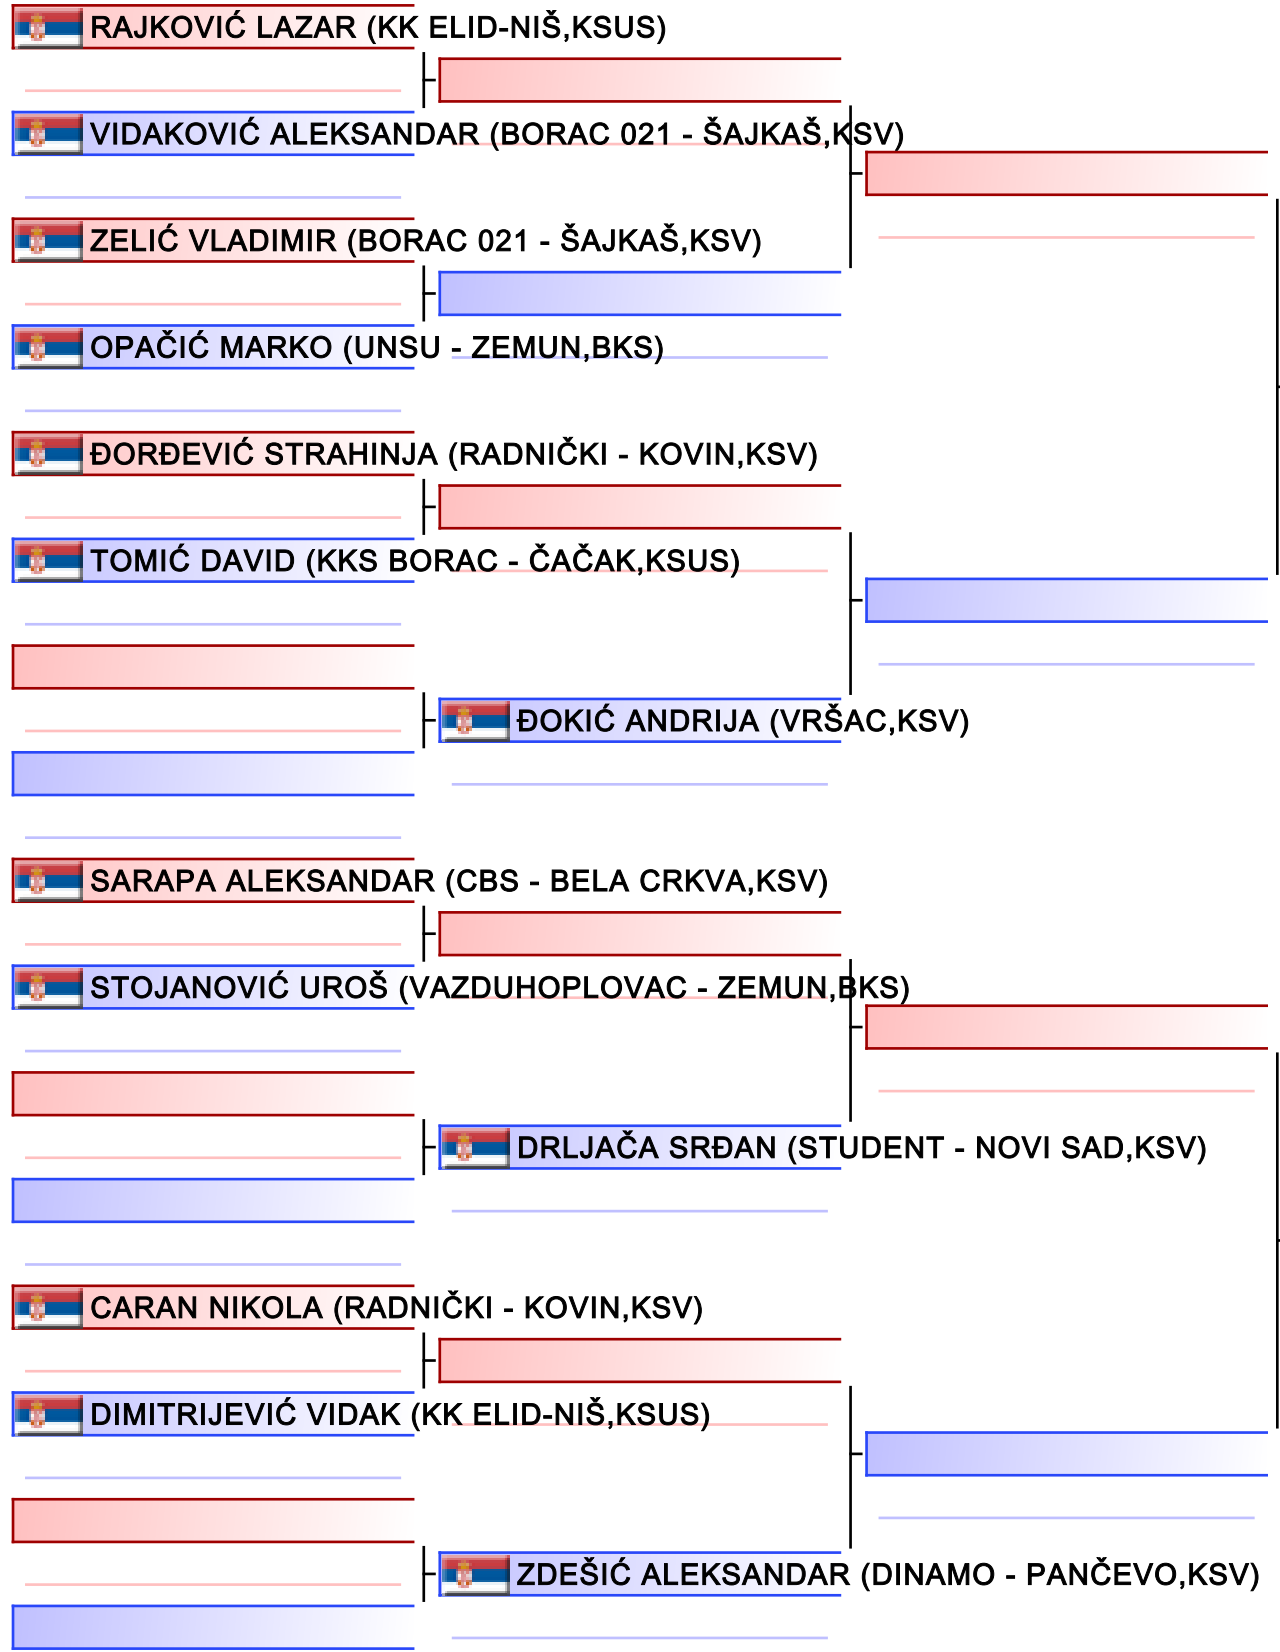 RAJKOVIĆ LAZAR (KK ELID-NIŠ,KSUS)
VIDAKOVIĆ ALEKSANDAR (BORAC 021 - ŠAJKAŠ,KSV)
ZELIĆ VLADIMIR (BORAC 021 - ŠAJKAŠ,KSV)
OPAČIĆ MARKO (UNSU - ZEMUN,BKS)
ĐORĐEVIĆ STRAHINJA (RADNIČKI - KOVIN,KSV)
TOMIĆ DAVID (KKS BORAC - ČAČAK,KSUS)
ĐOKIĆ ANDRIJA (VRŠAC,KSV)
SARAPA ALEKSANDAR (CBS - BELA CRKVA,KSV)
STOJANOVIĆ UROŠ (VAZDUHOPLOVAC - ZEMUN,BKS)
DRLJAČA SRĐAN (STUDENT - NOVI SAD,KSV)
CARAN NIKOLA (RADNIČKI - KOVIN,KSV)
DIMITRIJEVIĆ VIDAK (KK ELID-NIŠ,KSUS)
ZDEŠIĆ ALEKSANDAR (DINAMO - PANČEVO,KSV)